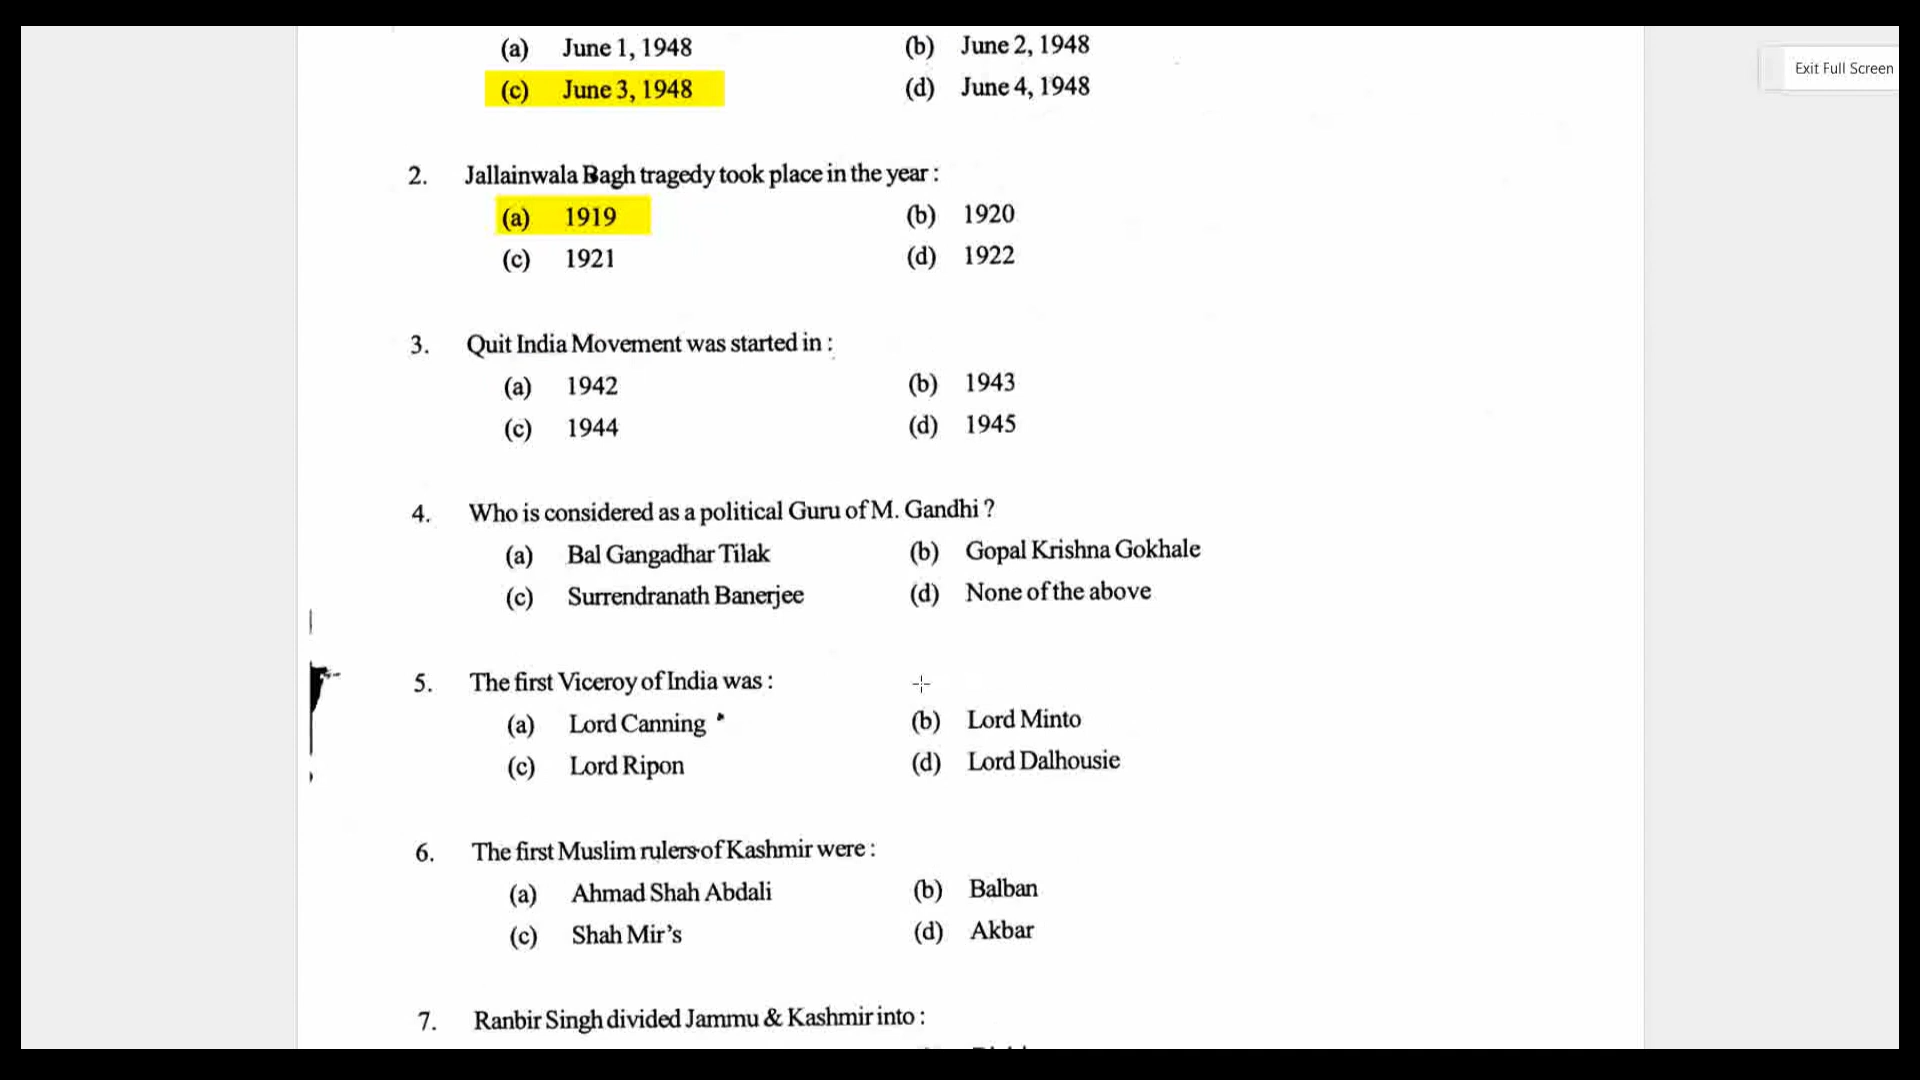 (a) June 1, 1948 (b) June 2, 1948
Exit Full Screen
(c) June 3, 1948 (d) June 4, 1948
2. Jallainwala Bagh tragedy took place in the year :
(a) 1919 (b) 1920
(c) 1921 (d) 1922
3. Quit India Movement was started in :
(a) 1942 (b) 1943
(c) 1944 (d) 1945
4. Who is considered as a political Guru of M. Gandhi ?
(a) Bal Gangadhar Tilak (b) Gopal Krishna Gokhale
(c) Surrendranath Banerjee (d) None of the above
5. The first Viceroy of India was :
(a) Lord Canning (b) Lord Minto
(c) Lord Ripon (d) Lord Dalhousie
6. The first Muslim rulers of Kashmir were :
(a) Ahmad Shah Abdali (b) Balban
(c) Shah Mir's (d) Akbar
7. Ranbir Singh divided Jammu & Kashmir into :